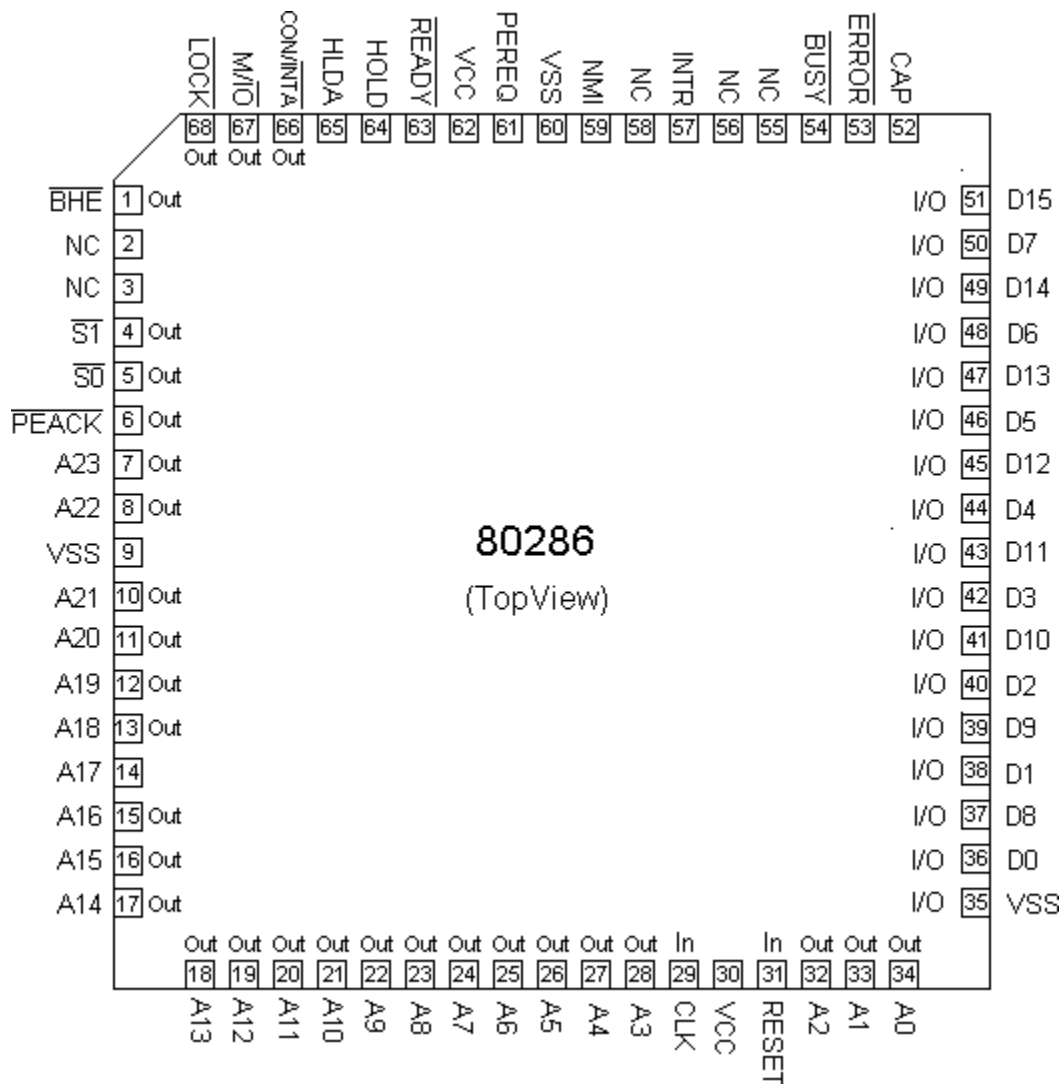 LOCK
M/IO
CON/INTA
HLDA
HOLD
READY
VCC
PEREQ
VSS
NMI
NC
INTR
NC
NC
BUSY
ERROR
CAP
68 67 66 65 64 63 62 61 60 59 58 57 56 55 54 53 52
Out Out Out
BHE 1 Out I/O 51 D15
NC 2 I/O 50 D7
NC 3 I/O 49 D14
S1 4 Out I/O 48 D6
S0 5 Out I/O 47 D13
PEACK 6 Out I/O 46 D5
A23 7 Out I/O 45 D12
A22 8 Out I/O 44 D4
80286
VSS 9 I/O 43 D11
(TopView)
A21 10 Out I/O 42 D3
A20 11 Out I/O 41 D10
A19 12 Out I/O 40 D2
A18 13 Out I/O 39 D9
A17 14 I/O 38 D1
A16 15 Out I/O 37 D8
A15 16 Out I/O 36 D0
A14 17 Out I/O 35 VSS
Out Out Out Out Out Out Out Out Out Out Out In In Out Out Out
18 19 20 21 22 23 24 25 26 27 28 29 30 31 32 33 34
A13
A12
A11
A10
A9
A8
A7
A6
A5
A4
A3
CLK
VCC
RESET
A2
A1
A0